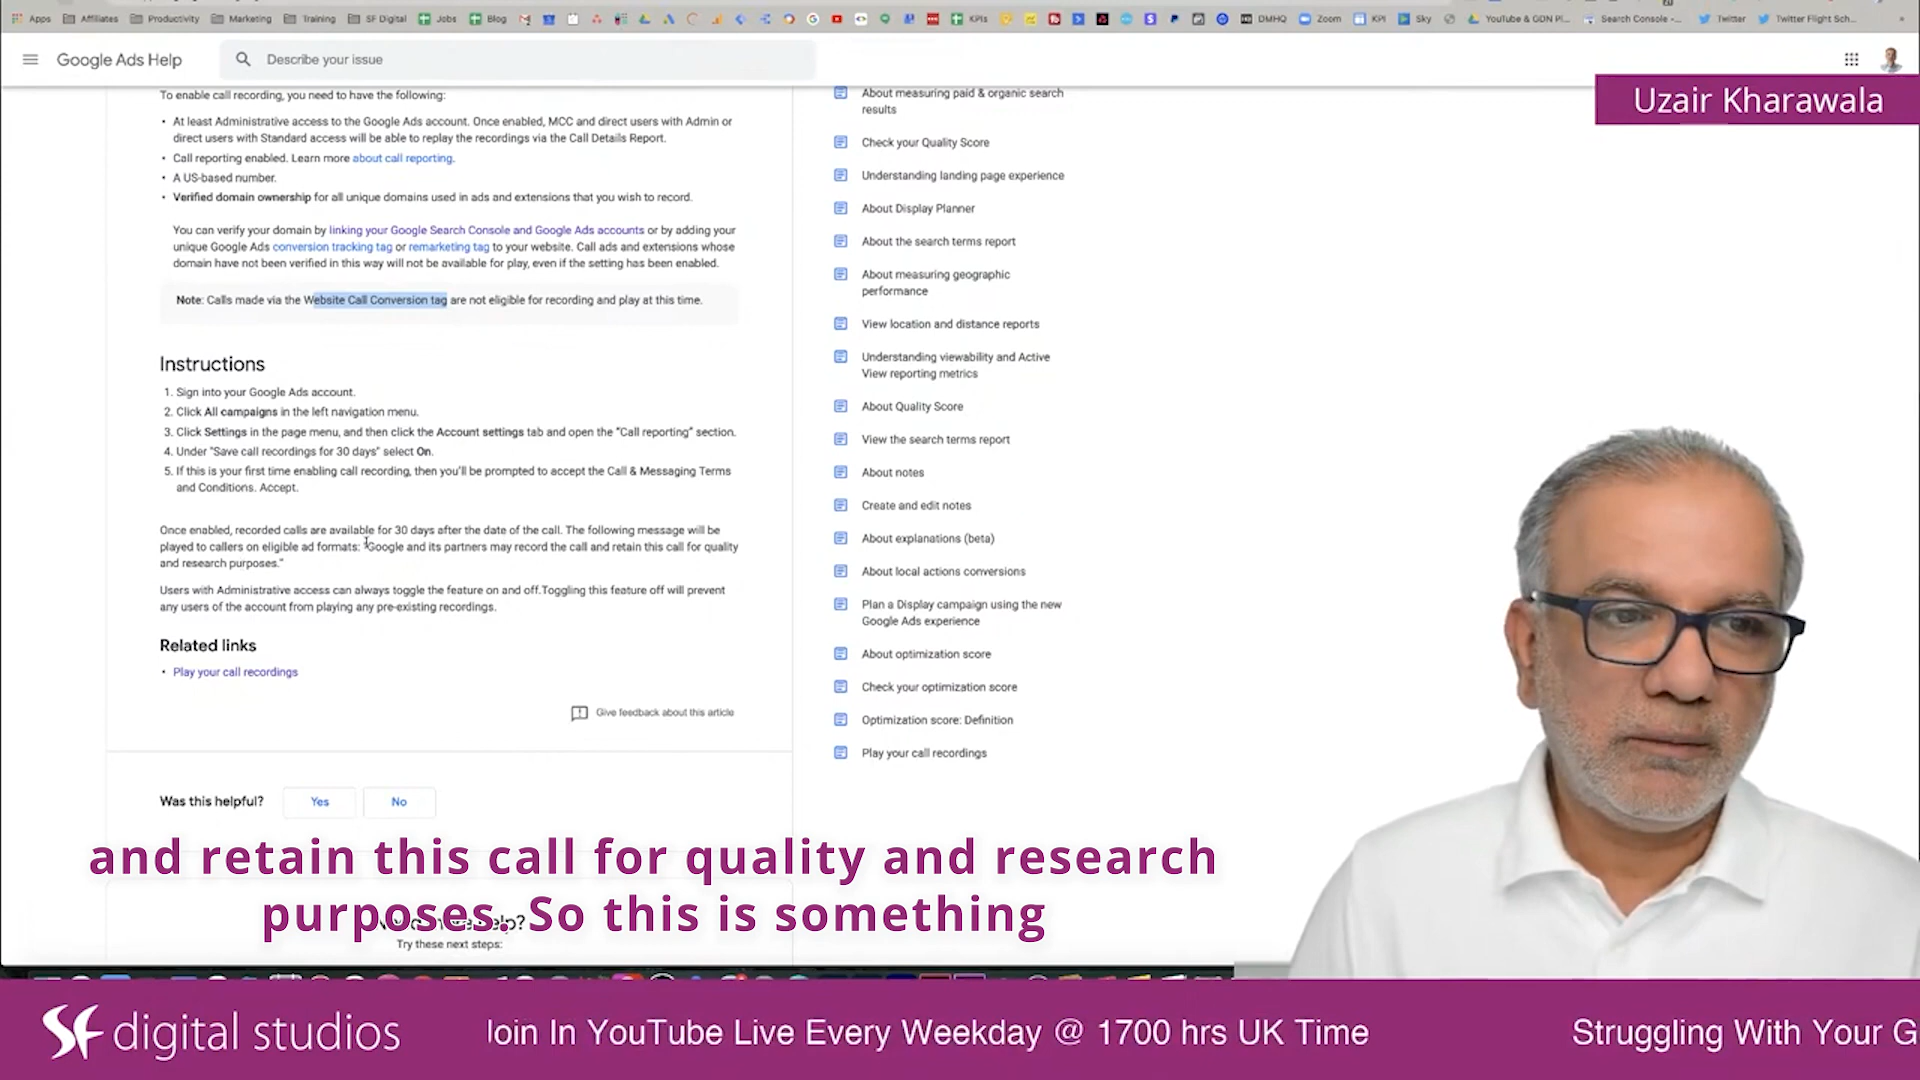 Apps Affiliates Productivity Marketing Training SF Digital Jobs Blog KPIs DMHQ Zoom KPI Sky YouTube & GDN Pl... Search Console -... Twitter Twitter Flight Sch...
Google Ads Help
Describe your issue
Uzair Kharawala
To enable call recording, you need to have the following:
• At least Administrative access to the Google Ads account. Once enabled, MCC and direct users with Admin or
direct users with Standard access will be able to replay the recordings via the Call Details Report.
• Call reporting enabled. Learn more about call reporting.
• A US-based number.
• Verified domain ownership for all unique domains used in ads and extensions that you wish to record.
You can verify your domain by linking your Google Search Console and Google Ads accounts or by adding your
unique Google Ads conversion tracking tag or remarketing tag to your website. Call ads and extensions whose
domain have not been verified in this way will not be available for play, even if the setting has been enabled.
Note: Calls made via the Website Call Conversion tag are not eligible for recording and play at this time.
Instructions
1. Sign into your Google Ads account.
2. Click All campaigns in the left navigation menu.
3. Click Settings in the page menu, and then click the Account settings tab and open the “Call reporting” section.
4. Under "Save call recordings for 30 days" select On.
5. If this is your first time enabling call recording, then you'll be prompted to accept the Call & Messaging Terms
and Conditions. Accept.
Once enabled, recorded calls are available for 30 days after the date of the call. The following message will be
played to callers on eligible ad formats: "Google and its partners may record the call and retain this call for quality
and research purposes."
Users with Administrative access can always toggle the feature on and off.Toggling this feature off will prevent
any users of the account from playing any pre-existing recordings.
Related links
• Play your call recordings
Give feedback about this article
Was this helpful?
Yes
No
Try these next steps:
About measuring paid & organic search
results
Check your Quality Score
Understanding landing page experience
About Display Planner
About the search terms report
About measuring geographic
performance
View location and distance reports
Understanding viewability and Active
View reporting metrics
About Quality Score
View the search terms report
About notes
Create and edit notes
About explanations (beta)
About local actions conversions
Plan a Display campaign using the new
Google Ads experience
About optimization score
Check your optimization score
Optimization score: Definition
Play your call recordings
and retain this call for quality and research
purposes. So this is something
SF digital studios
Join In YouTube Live Every Weekday @ 1700 hrs UK Time
Struggling With Your G